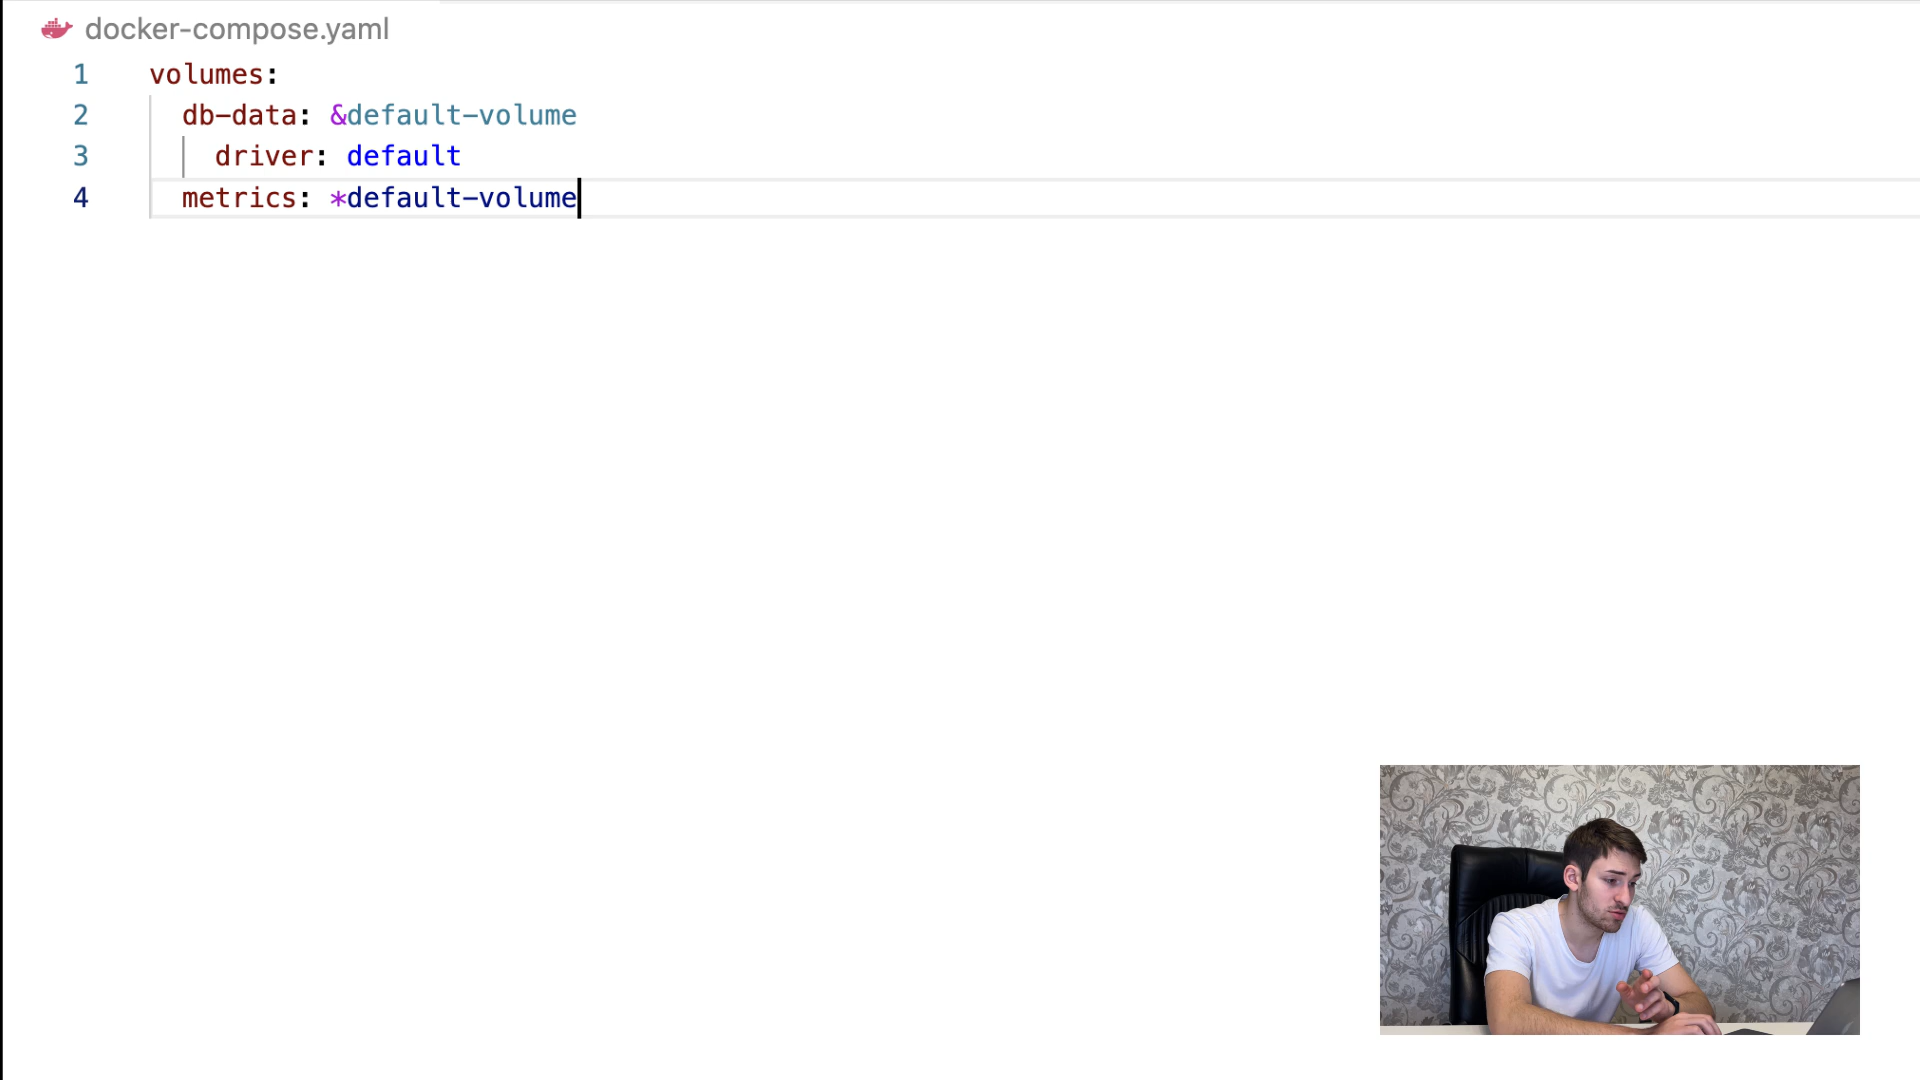 docker-compose.yaml
1 volumes:
2 db-data: &default-volume
3 driver: default
4 metrics: *default-volume